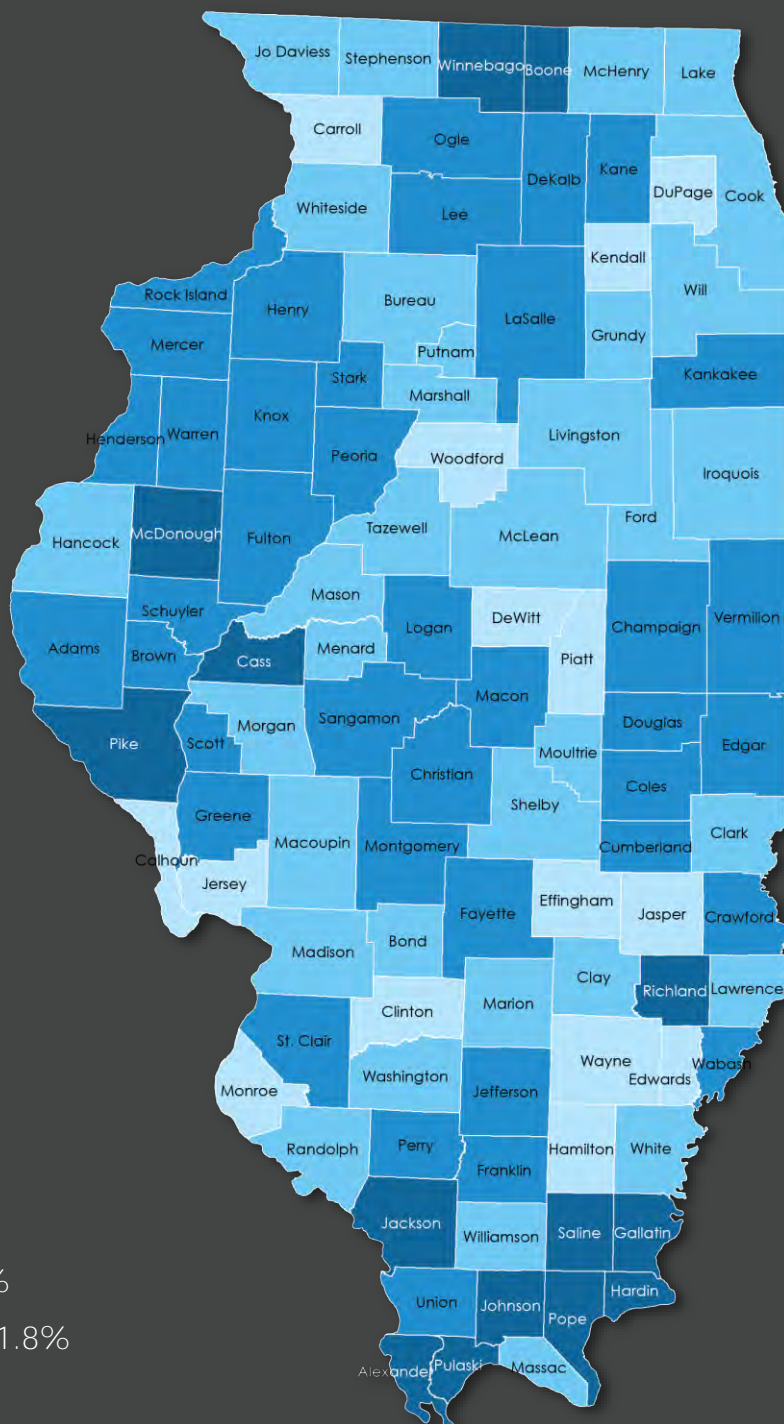 Jo Daviess
Stephenson
Winnebago
Boone
McHenry
Lake
Carroll
Ogle
DeKalb
Kane
DuPage
Cook
Whiteside
Lee
Kendall
Will
Rock Island
Henry
Bureau
LaSalle
Grundy
Mercer
Putnam
Stark
Kankakee
Marshall
Henderson
Warren
Knox
Peoria
Woodford
Livingston
Iroquois
Hancock
McDonough
Fulton
Tazewell
McLean
Ford
Mason
Schuyler
Adams
Brown
Cass
Menard
Logan
DeWitt
Piatt
Champaign
Vermilion
Macon
Pike
Scott
Morgan
Sangamon
Christian
Moultrie
Douglas
Edgar
Coles
Shelby
Greene
Macoupin
Montgomery
Cumberland
Clark
Calhoun
Jersey
Fayette
Effingham
Jasper
Crawford
Madison
Bond
Clay
Richland
Lawrence
Clinton
Marion
St. Clair
Washington
Wayne
Edwards
Wabash
Monroe
Jefferson
Randolph
Perry
Franklin
Hamilton
White
Jackson
Williamson
Saline
Gallatin
%
Union
Johnson
Pope
Hardin
1.8%
Alexander
Pulaski
Massac